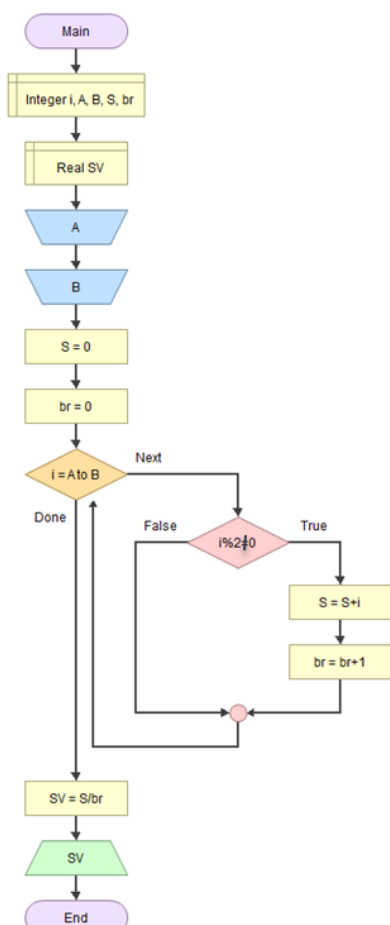 Main
Integer i, A, B, S, br
Real SV
A
B
S = 0
br = 0
i = A to B
Next
Done
False
True
i%2≠0
S = S+i
br = br+1
SV = S/br
SV
End